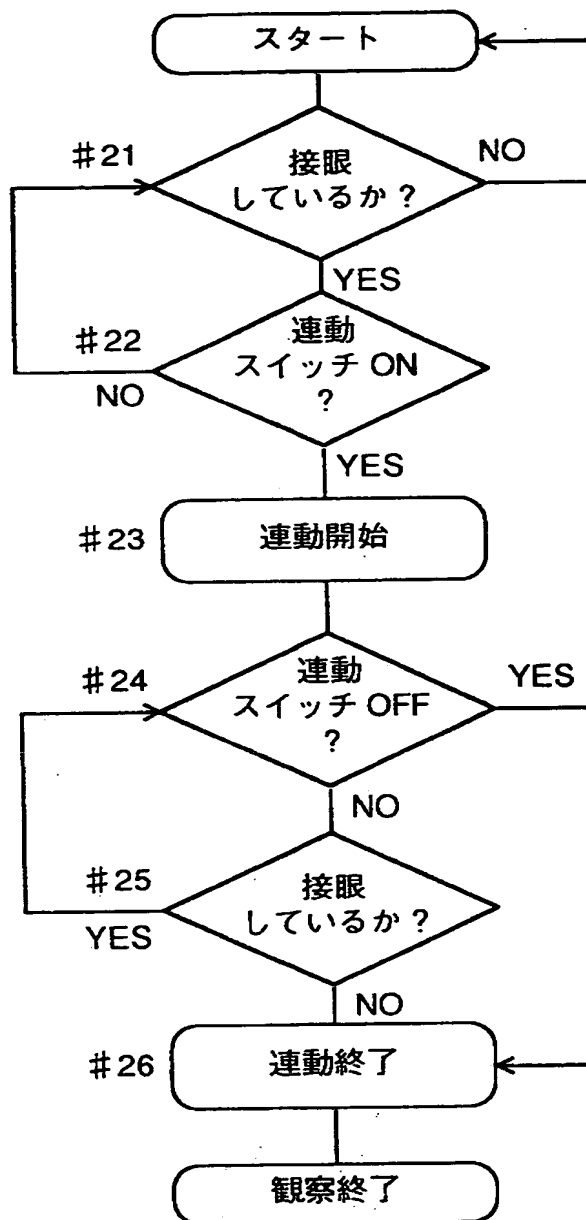 スタート
#21
接眼
しているか?
NO
YES
#22
連動
スイッチ ON
?
NO
YES
#23
連動開始
#24
連動
スイッチ OFF
?
YES
NO
#25
接眼
しているか?
YES
NO
#26
連動終了
観察終了